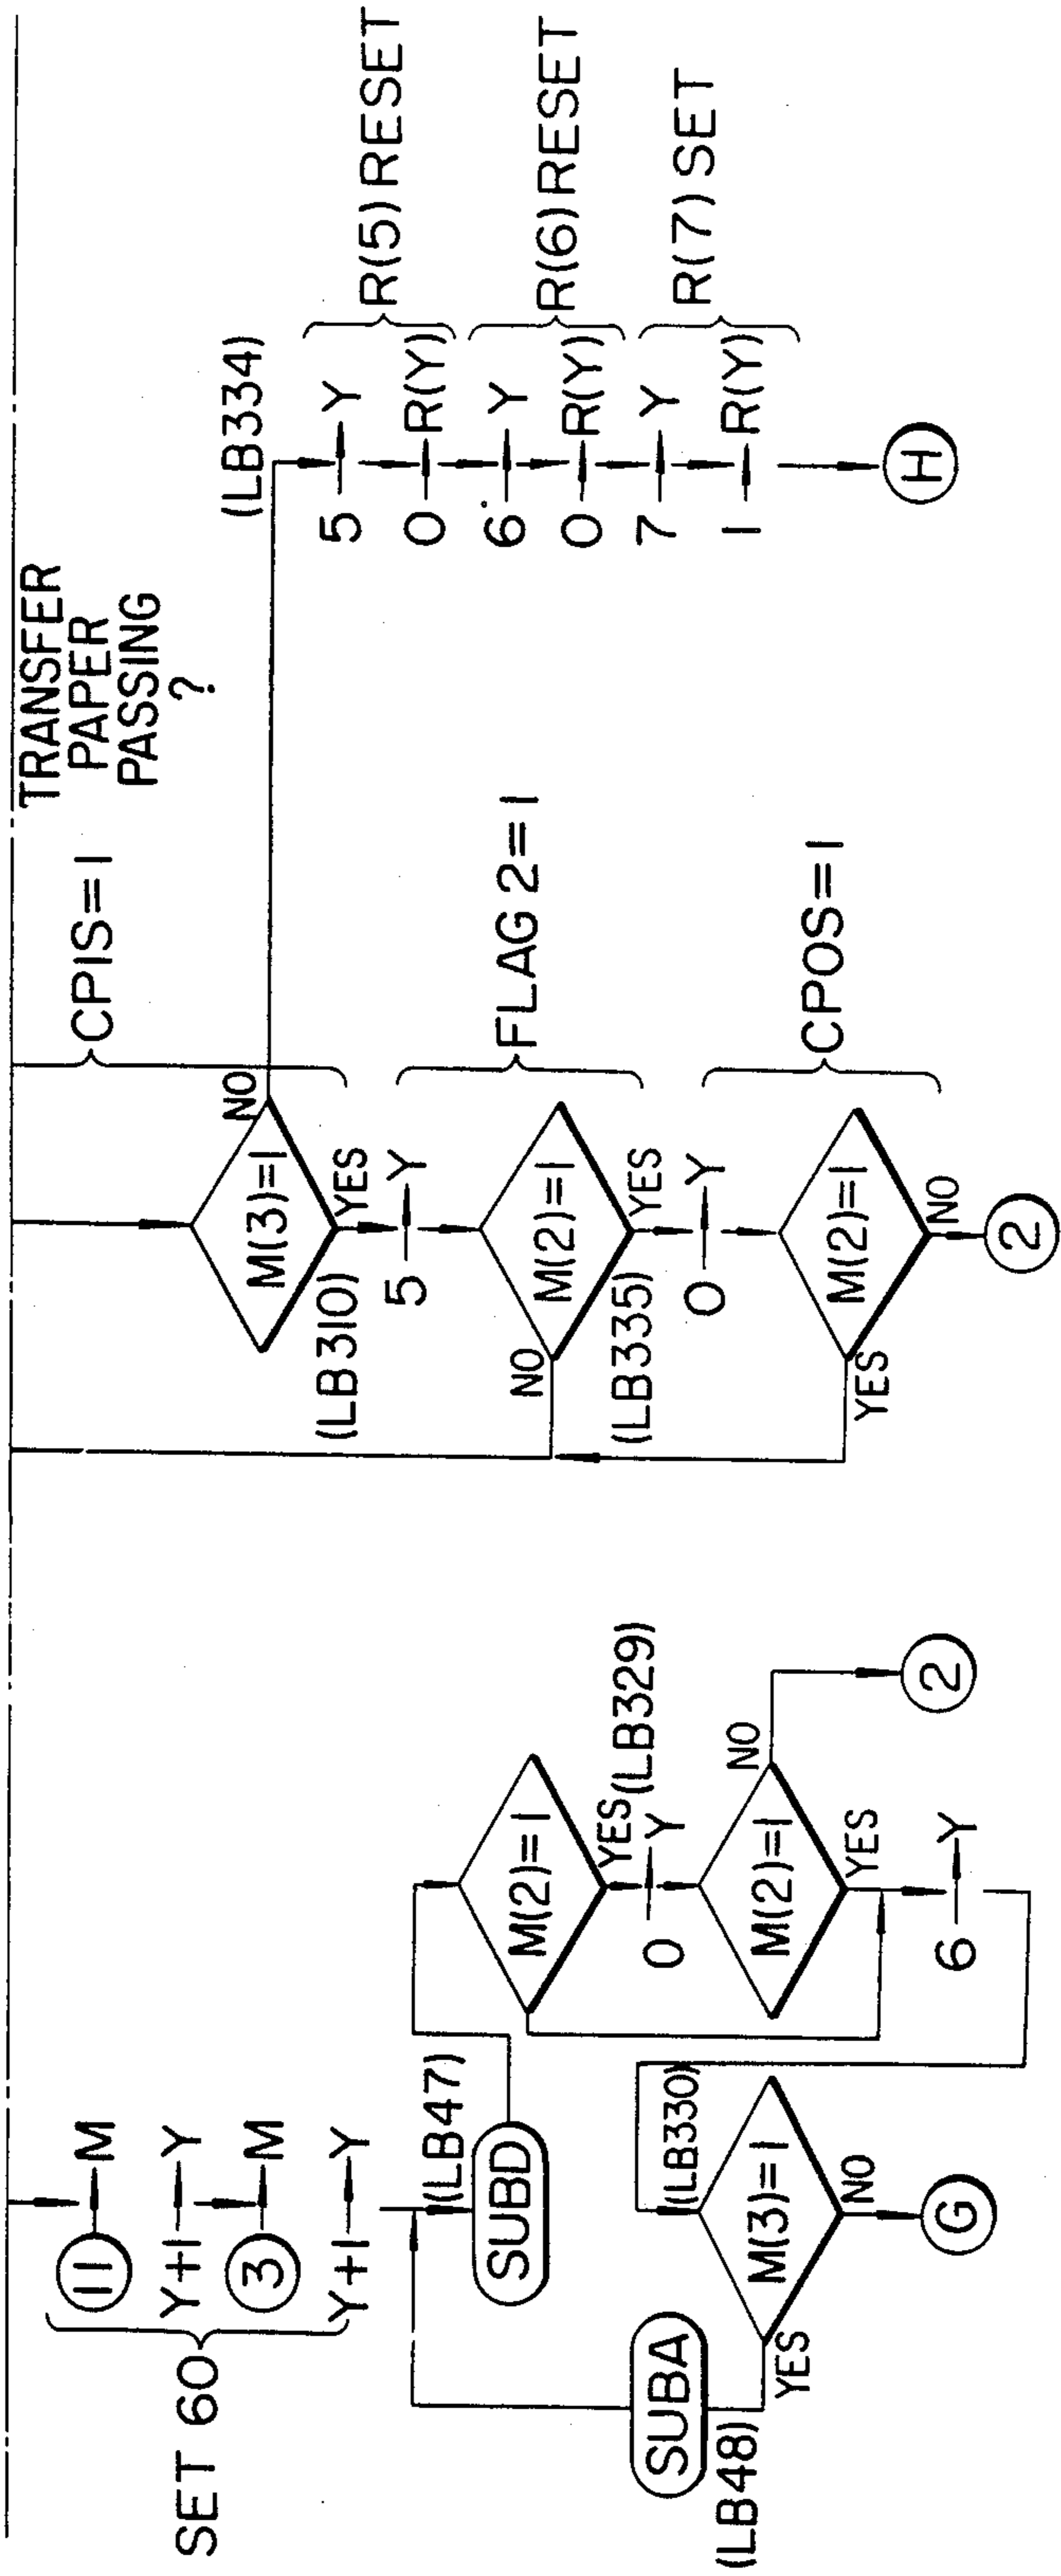 SET 60
11 → M
Y+1 → Y
3 → M
Y+1 → Y
(LB47)
SUBD
SUBA
(LB48)
(LB330)
M(3)=1
YES
NO
G
M(2)=1
YES
(LB329)
0 → Y
M(2)=1
NO
2
YES
6 → Y
CPIS=1
TRANSFER
PAPER
PASSING
?
M(3)=1
NO
YES
(LB310)
5 → Y
FLAG 2=1
M(2)=1
NO
YES
(LB335)
0 → Y
CPOS=1
M(2)=1
YES
NO
2
(LB334)
5 → Y
0 → R(Y)
R(5) RESET
6 → Y
0 → R(Y)
R(6) RESET
7 → Y
1 → R(Y)
R(7) SET
H